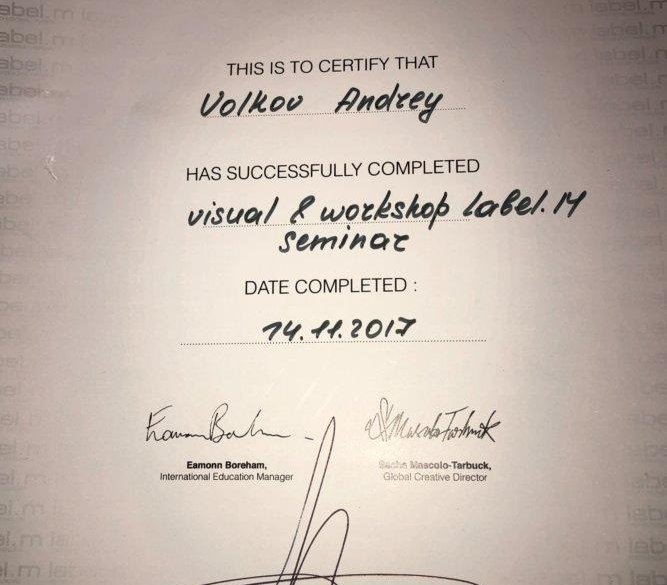 THIS IS TO CERTIFY THAT
Volkov Andrey
HAS SUCCESSFULLY COMPLETED
visual & workshop label.M
seminar
DATE COMPLETED :
14.11.2017
Eamonn Boreham,
International Education Manager
Sacha Mascolo-Tarbuck,
Global Creative Director